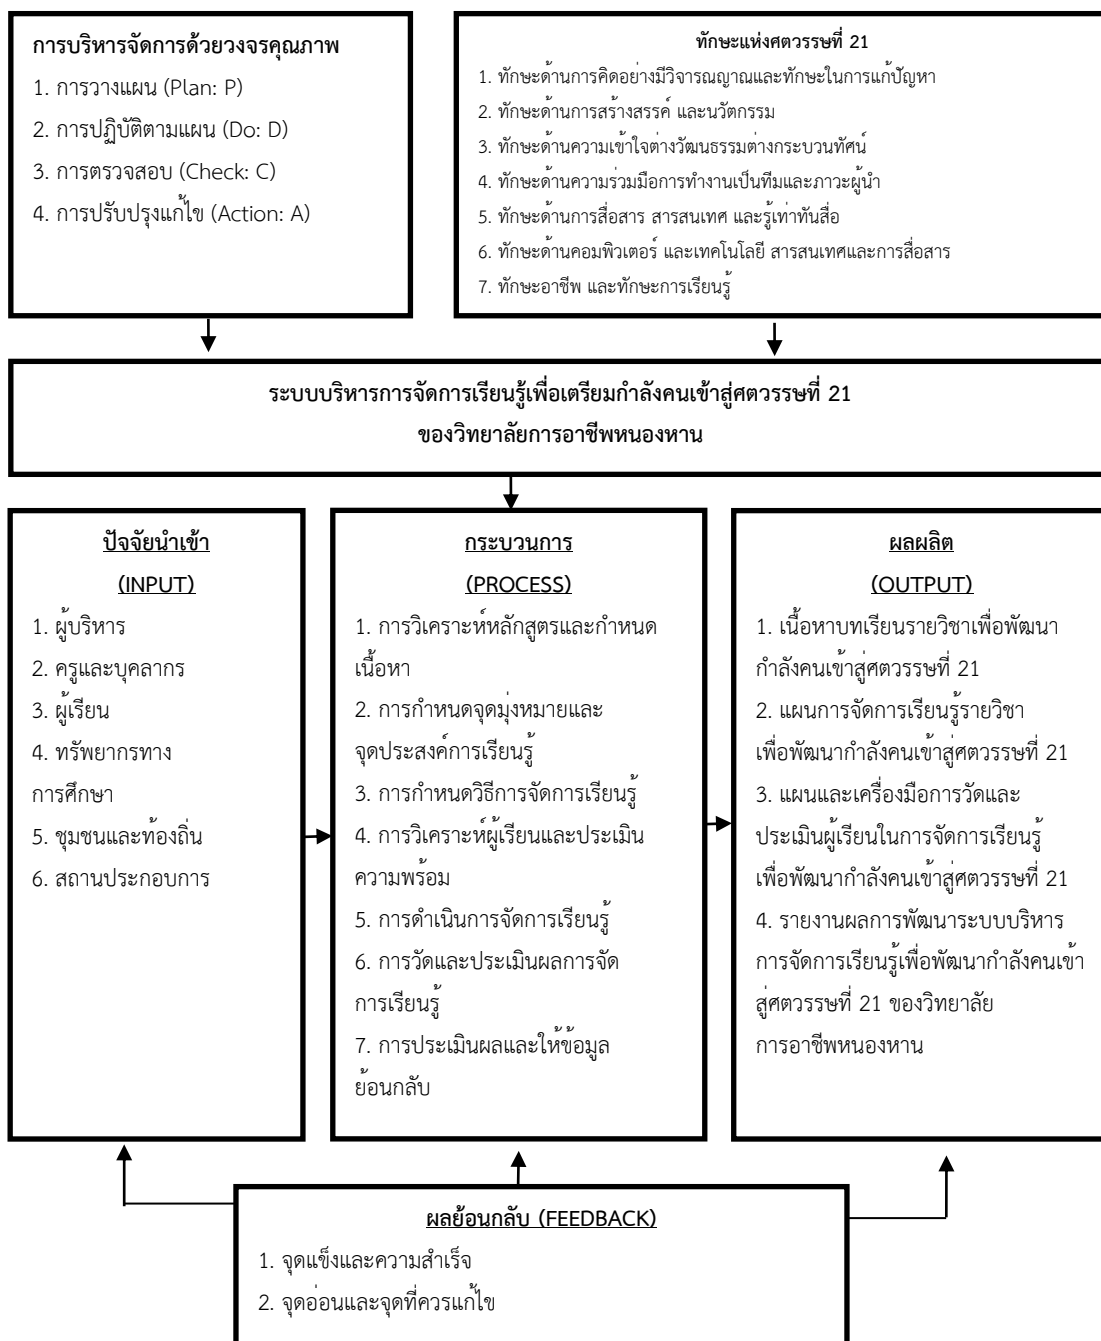 การบริหารจัดการด้วยวงจรคุณภาพ
1. การวางแผน (Plan: P)
2. การปฏิบัติตามแผน (Do: D)
3. การตรวจสอบ (Check: C)
4. การปรับปรุงแก้ไข (Action: A)
ทักษะแห่งศตวรรษที่ 21
1. ทักษะด้านการคิดอย่างมีวิจารณญาณและทักษะในการแก้ปัญหา
2. ทักษะด้านการสร้างสรรค์ และนวัตกรรม
3. ทักษะด้านความเข้าใจต่างวัฒนธรรมต่างกระบวนทัศน์
4. ทักษะด้านความร่วมมือการทำงานเป็นทีมและภาวะผู้นำ
5. ทักษะด้านการสื่อสาร สารสนเทศ และรู้เท่าทันสื่อ
6. ทักษะด้านคอมพิวเตอร์ และเทคโนโลยี สารสนเทศและการสื่อสาร
7. ทักษะอาชีพ และทักษะการเรียนรู้
ระบบบริหารการจัดการเรียนรู้เพื่อเตรียมกำลังคนเข้าสู่ศตวรรษที่ 21
ของวิทยาลัยการอาชีพหนองหาน
ปัจจัยนำเข้า
(INPUT)
1. ผู้บริหาร
2. ครูและบุคลากร
3. ผู้เรียน
4. ทรัพยากรทาง
การศึกษา
5. ชุมชนและท้องถิ่น
6. สถานประกอบการ
กระบวนการ
(PROCESS)
1. การวิเคราะห์หลักสูตรและกำหนด
เนื้อหา
2. การกำหนดจุดมุ่งหมายและ
จุดประสงค์การเรียนรู้
3. การกำหนดวิธีการจัดการเรียนรู้
4. การวิเคราะห์ผู้เรียนและประเมิน
ความพร้อม
5. การดำเนินการจัดการเรียนรู้
6. การวัดและประเมินผลการจัด
การเรียนรู้
7. การประเมินผลและให้ข้อมูล
ย้อนกลับ
ผลผลิต
(OUTPUT)
1. เนื้อหาบทเรียนรายวิชาเพื่อพัฒนา
กำลังคนเข้าสู่ศตวรรษที่ 21
2. แผนการจัดการเรียนรู้รายวิชา
เพื่อพัฒนากำลังคนเข้าสู่ศตวรรษที่ 21
3. แผนและเครื่องมือการวัดและ
ประเมินผู้เรียนในการจัดการเรียนรู้
เพื่อพัฒนากำลังคนเข้าสู่ศตวรรษที่ 21
4. รายงานผลการพัฒนาระบบบริหาร
การจัดการเรียนรู้เพื่อพัฒนากำลังคนเข้า
สู่ศตวรรษที่ 21 ของวิทยาลัย
การอาชีพหนองหาน
ผลย้อนกลับ (FEEDBACK)
1. จุดแข็งและความสำเร็จ
2. จุดอ่อนและจุดที่ควรแก้ไข